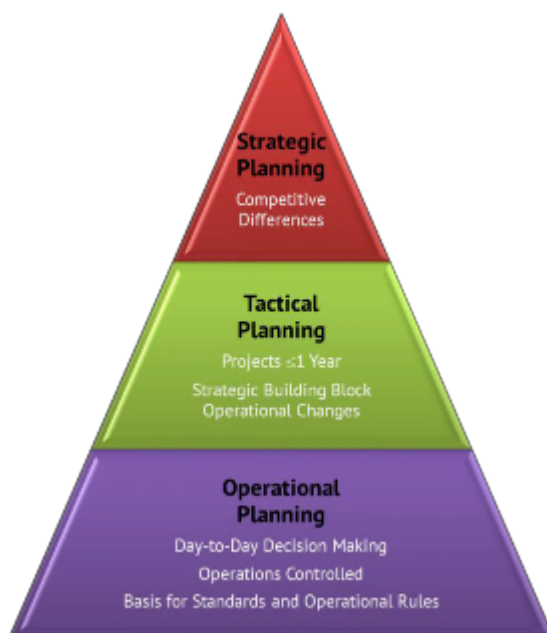 Strategic
Planning
Competitive
Differences
Tactical
Planning
Projects ≤1 Year
Strategic Building Block
Operational Changes
Operational
Planning
Day-to-Day Decision Making
Operations Controlled
Basis for Standards and Operational Rules